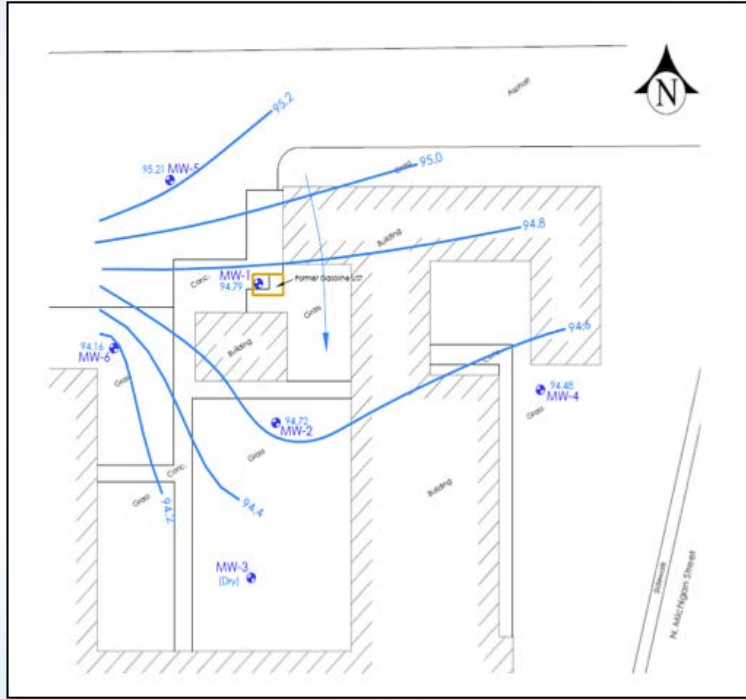 95.2
Asphalt
N
95.21 MW-5
Grass
95.0
Building
94.8
MW-1
94.79
Conc.
Former Gasoline UST
Grass
94.16
MW-6
Building
94.6
Conc.
Grass
94.48
MW-4
Grass
94.72
MW-2
Grass
Conc.
Grass
94.2
94.4
Building
MW-3
(Dry)
Sidewalk
N. Michigan Street